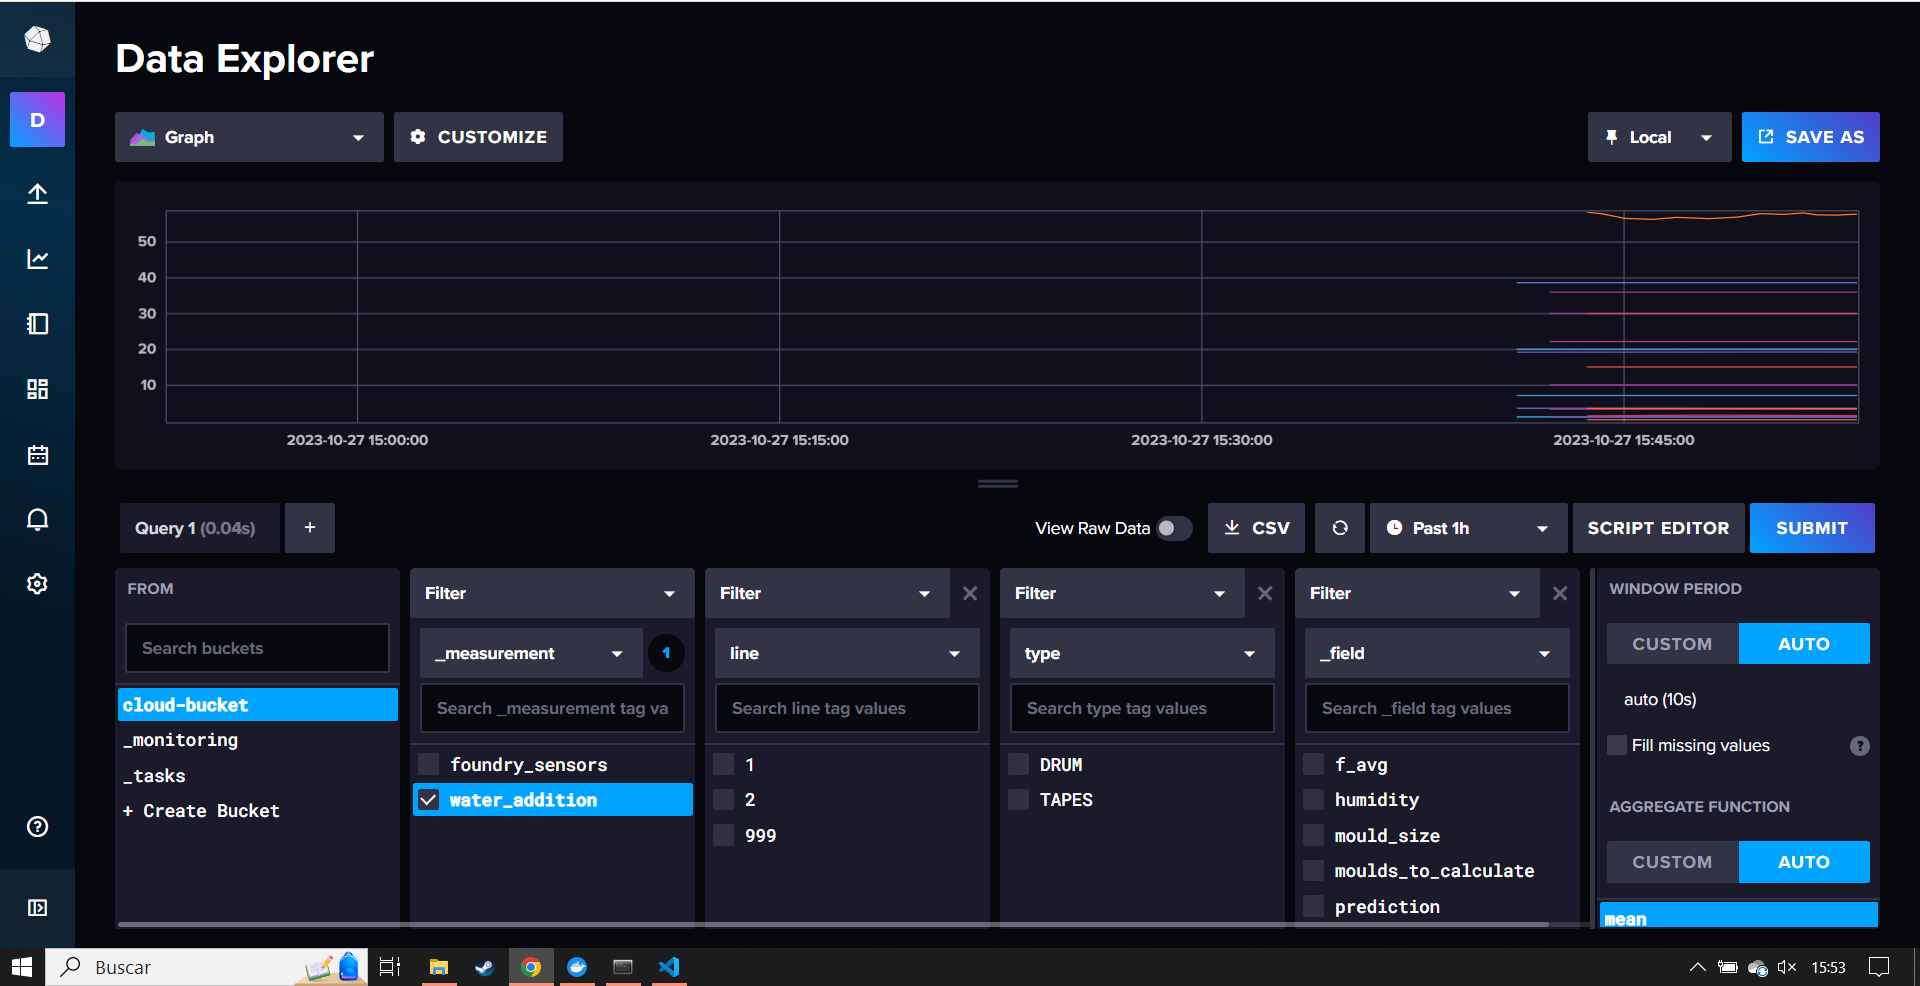 Data Explorer
D
Graph
CUSTOMIZE
Local
SAVE AS
50
40
30
20
10
2023-10-27 15:00:00
2023-10-27 15:15:00
2023-10-27 15:30:00
2023-10-27 15:45:00
Query 1 (0.04s)
+
View Raw Data
CSV
Past 1h
SCRIPT EDITOR
SUBMIT
FROM
Search buckets
cloud-bucket
_monitoring
_tasks
+ Create Bucket
Filter
_measurement
1
Search _measurement tag va
foundry_sensors
water_addition
Filter
line
Search line tag values
1
2
999
Filter
type
Search type tag values
DRUM
TAPES
Filter
_field
Search _field tag values
f_avg
humidity
mould_size
moulds_to_calculate
prediction
WINDOW PERIOD
CUSTOM
AUTO
auto (10s)
Fill missing values
?
AGGREGATE FUNCTION
CUSTOM
AUTO
mean
Buscar
15:53